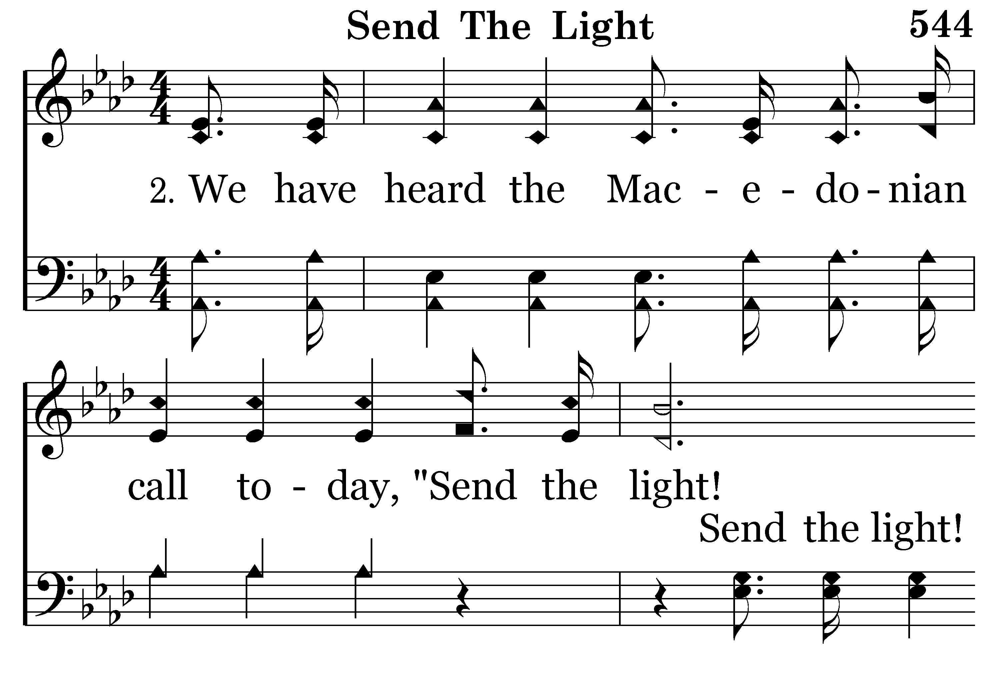 Send The Light 544
2. We have heard the Mac - e - do - nian
call to - day, "Send the light!
Send the light!